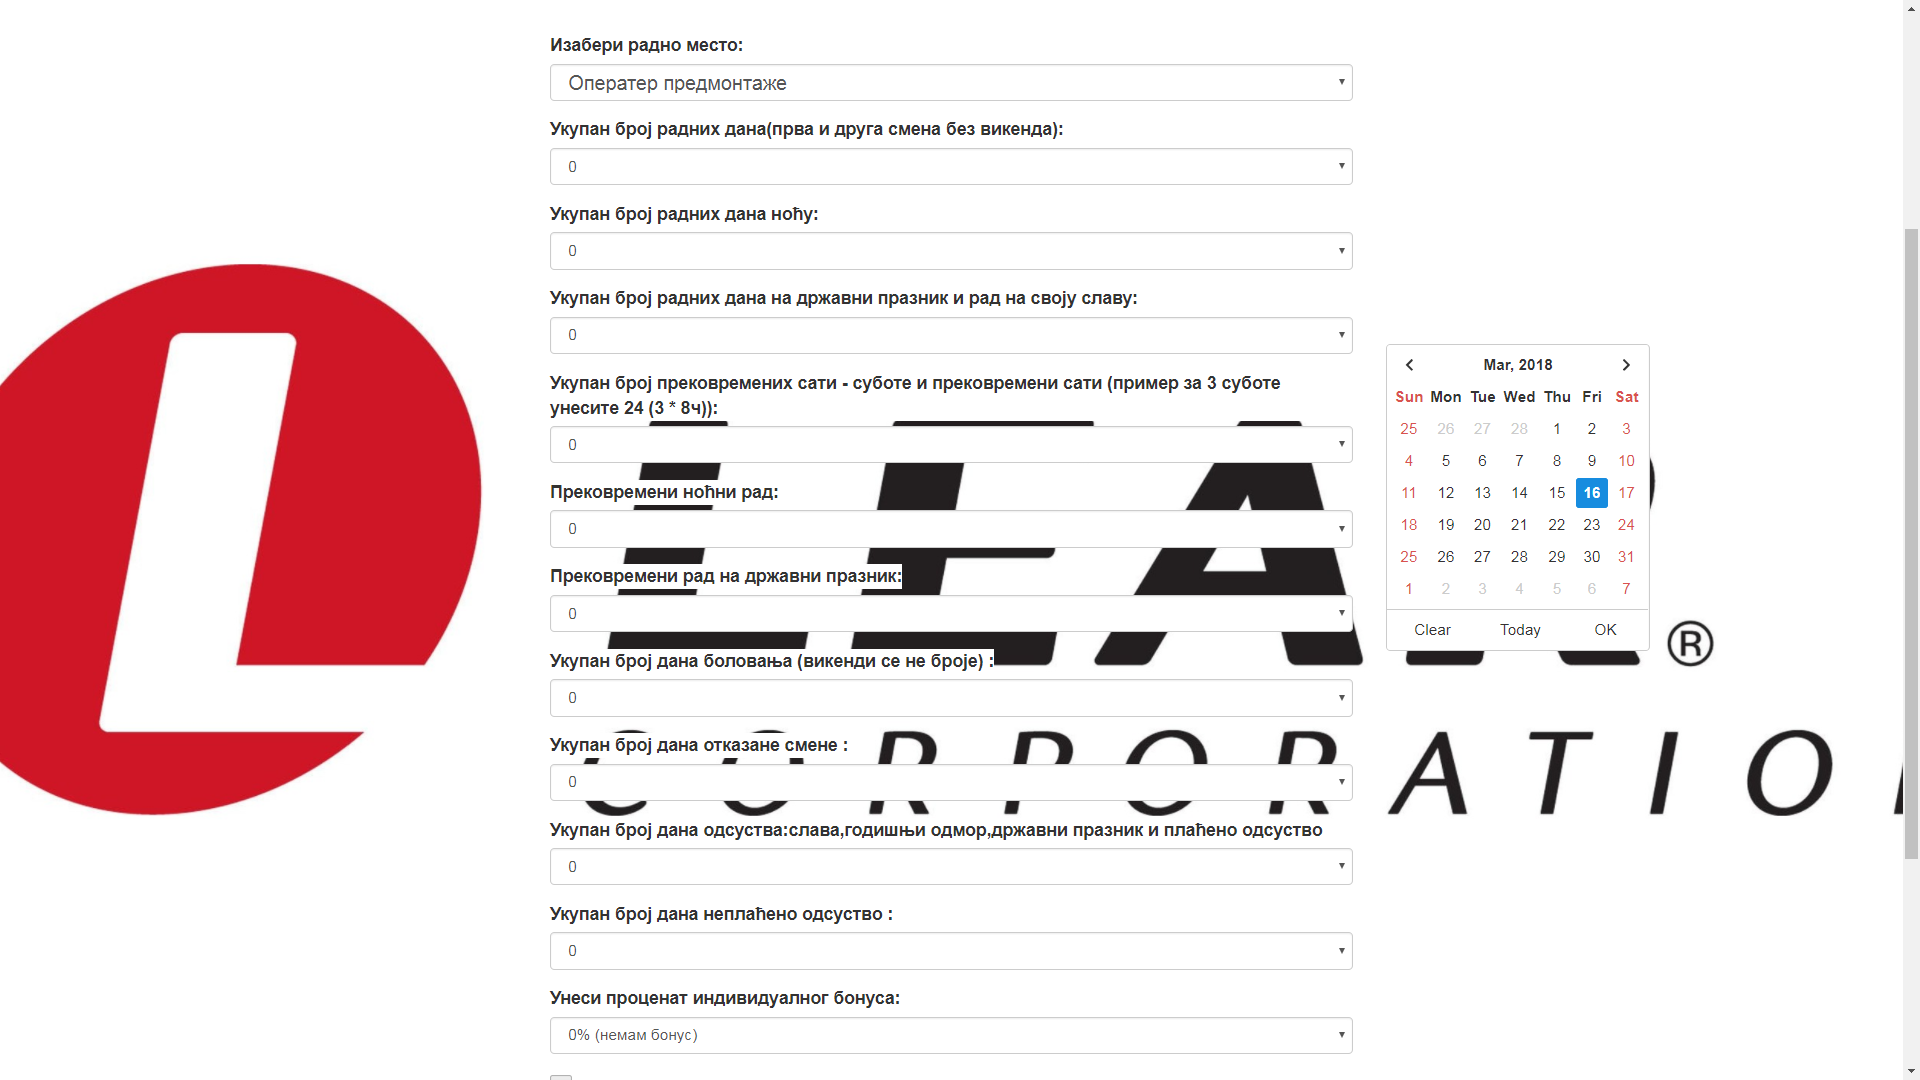 Изабери радно место:
Оператер предмонтаже
Укупан број радних дана(прва и друга смена без викенда):
0
Укупан број радних дана ноћу:
0
Укупан број радних дана на државни празник и рад на своју славу:
0
Укупан број прековремених сати - суботе и прековремени сати (пример за 3 суботе
унесите 24 (3 * 8ч)):
0
Прековремени ноћни рад:
0
Прековремени рад на државни празник:
0
Укупан број дана боловања (викенди се не броје) :
0
Укупан број дана отказане смене :
0
Укупан број дана одсуства:слава,годишњи одмор,државни празник и плаћено одсуство
0
Укупан број дана неплаћено одсуство :
0
Унеси проценат индивидуалног бонуса:
0% (немам бонус)
Mar, 2018
Sun Mon Tue Wed Thu Fri Sat
25 26 27 28 1 2 3
4 5 6 7 8 9 10
11 12 13 14 15 16 17
18 19 20 21 22 23 24
25 26 27 28 29 30 31
1 2 3 4 5 6 7
Clear Today OK
L
LEAR ®
CORPORATIO